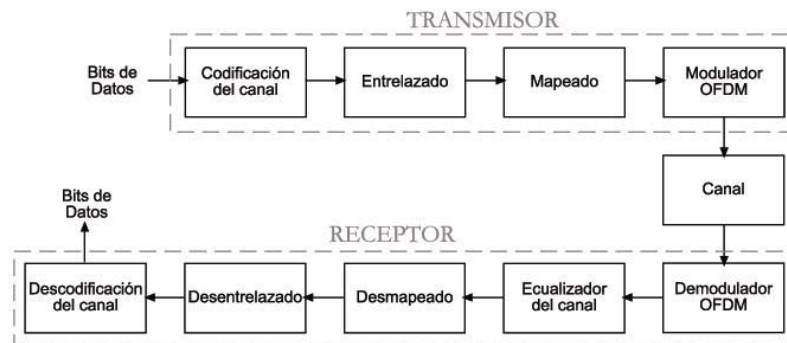 TRANSMISOR
Bits de
Datos
Codificación
del canal
Entrelazado
Mapeado
Modulador
OFDM
Canal
Bits de
Datos
RECEPTOR
Descodificación
del canal
Desentrelazado
Desmapeado
Ecualizador
del canal
Demodulador
OFDM